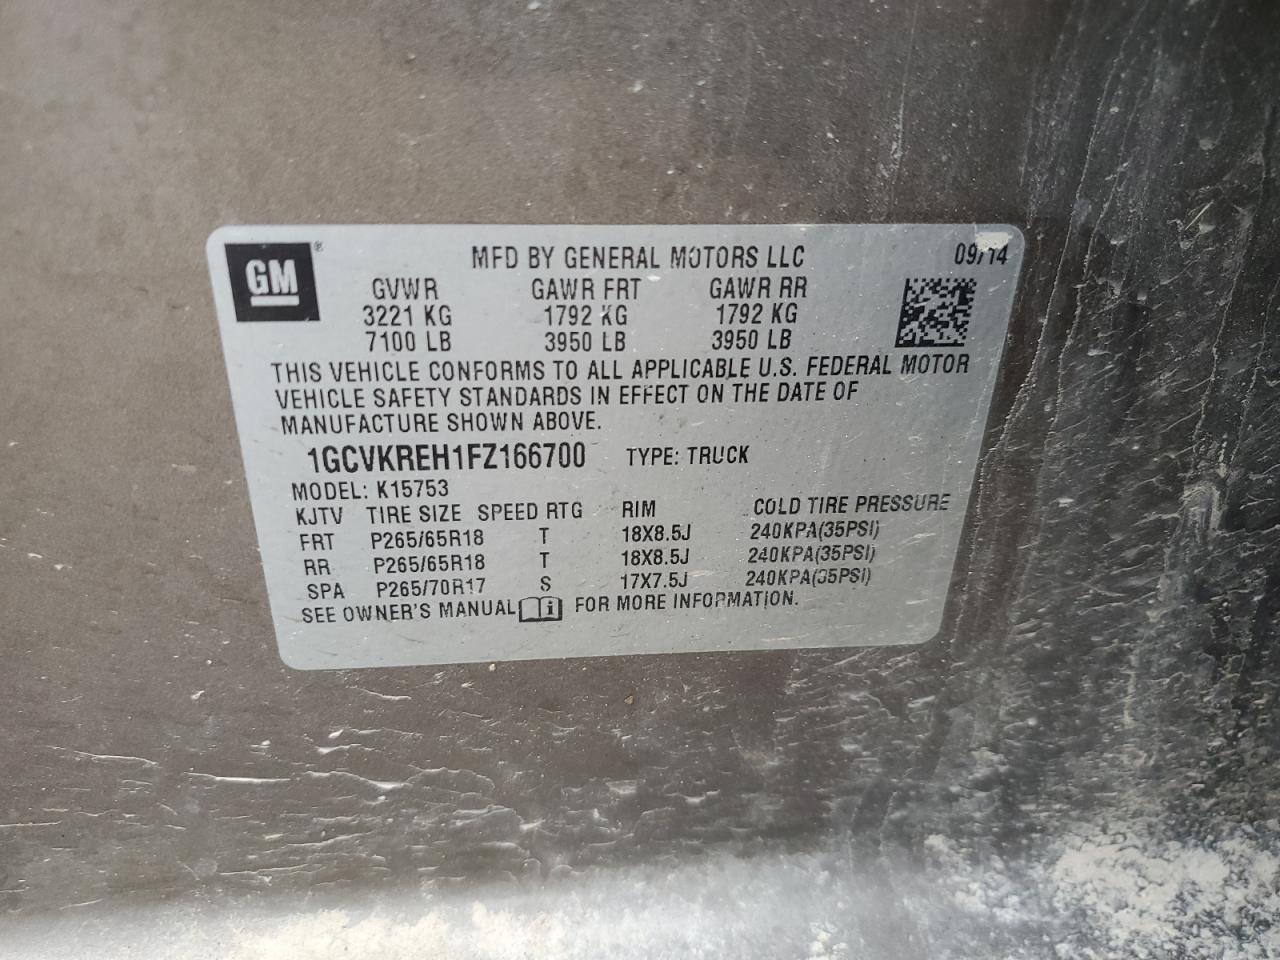 GM ®
MFD BY GENERAL MOTORS LLC 09/14
GVWR GAWR FRT GAWR RR
3221 KG 1792 KG 1792 KG
7100 LB 3950 LB 3950 LB
THIS VEHICLE CONFORMS TO ALL APPLICABLE U.S. FEDERAL MOTOR
VEHICLE SAFETY STANDARDS IN EFFECT ON THE DATE OF
MANUFACTURE SHOWN ABOVE.
1GCVKREH1FZ166700 TYPE: TRUCK
MODEL: K15753
KJTV TIRE SIZE SPEED RTG RIM COLD TIRE PRESSURE
FRT P265/65R18 T 18X8.5J 240KPA(35PSI)
RR P265/65R18 T 18X8.5J 240KPA(35PSI)
SPA P265/70R17 S 17X7.5J 240KPA(35PSI)
SEE OWNER'S MANUAL i FOR MORE INFORMATION.